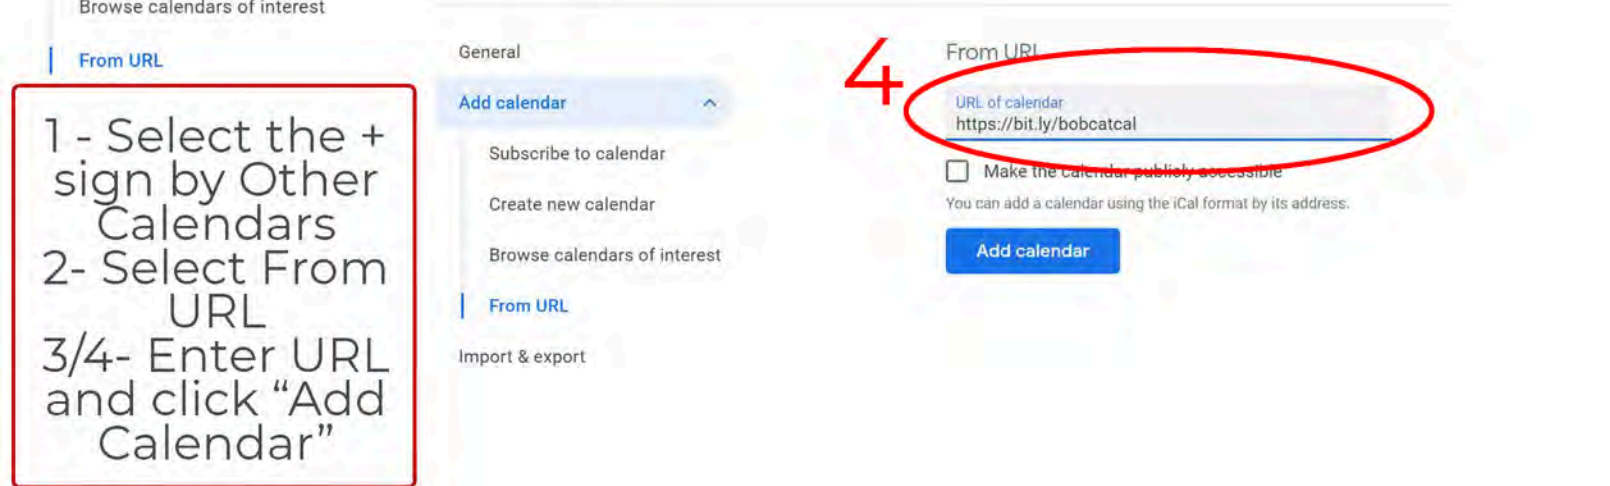 Browse calendars of interest
From URL
1 - Select the +
sign by Other
Calendars
2- Select From
URL
3/4- Enter URL
and click “Add
Calendar”
General
Add calendar
Subscribe to calendar
Create new calendar
Browse calendars of interest
From URL
Import & export
4
From URL
URL of calendar
https://bit.ly/bobcatcal
Make the calendar publicly accessible
You can add a calendar using the iCal format by its address.
Add calendar